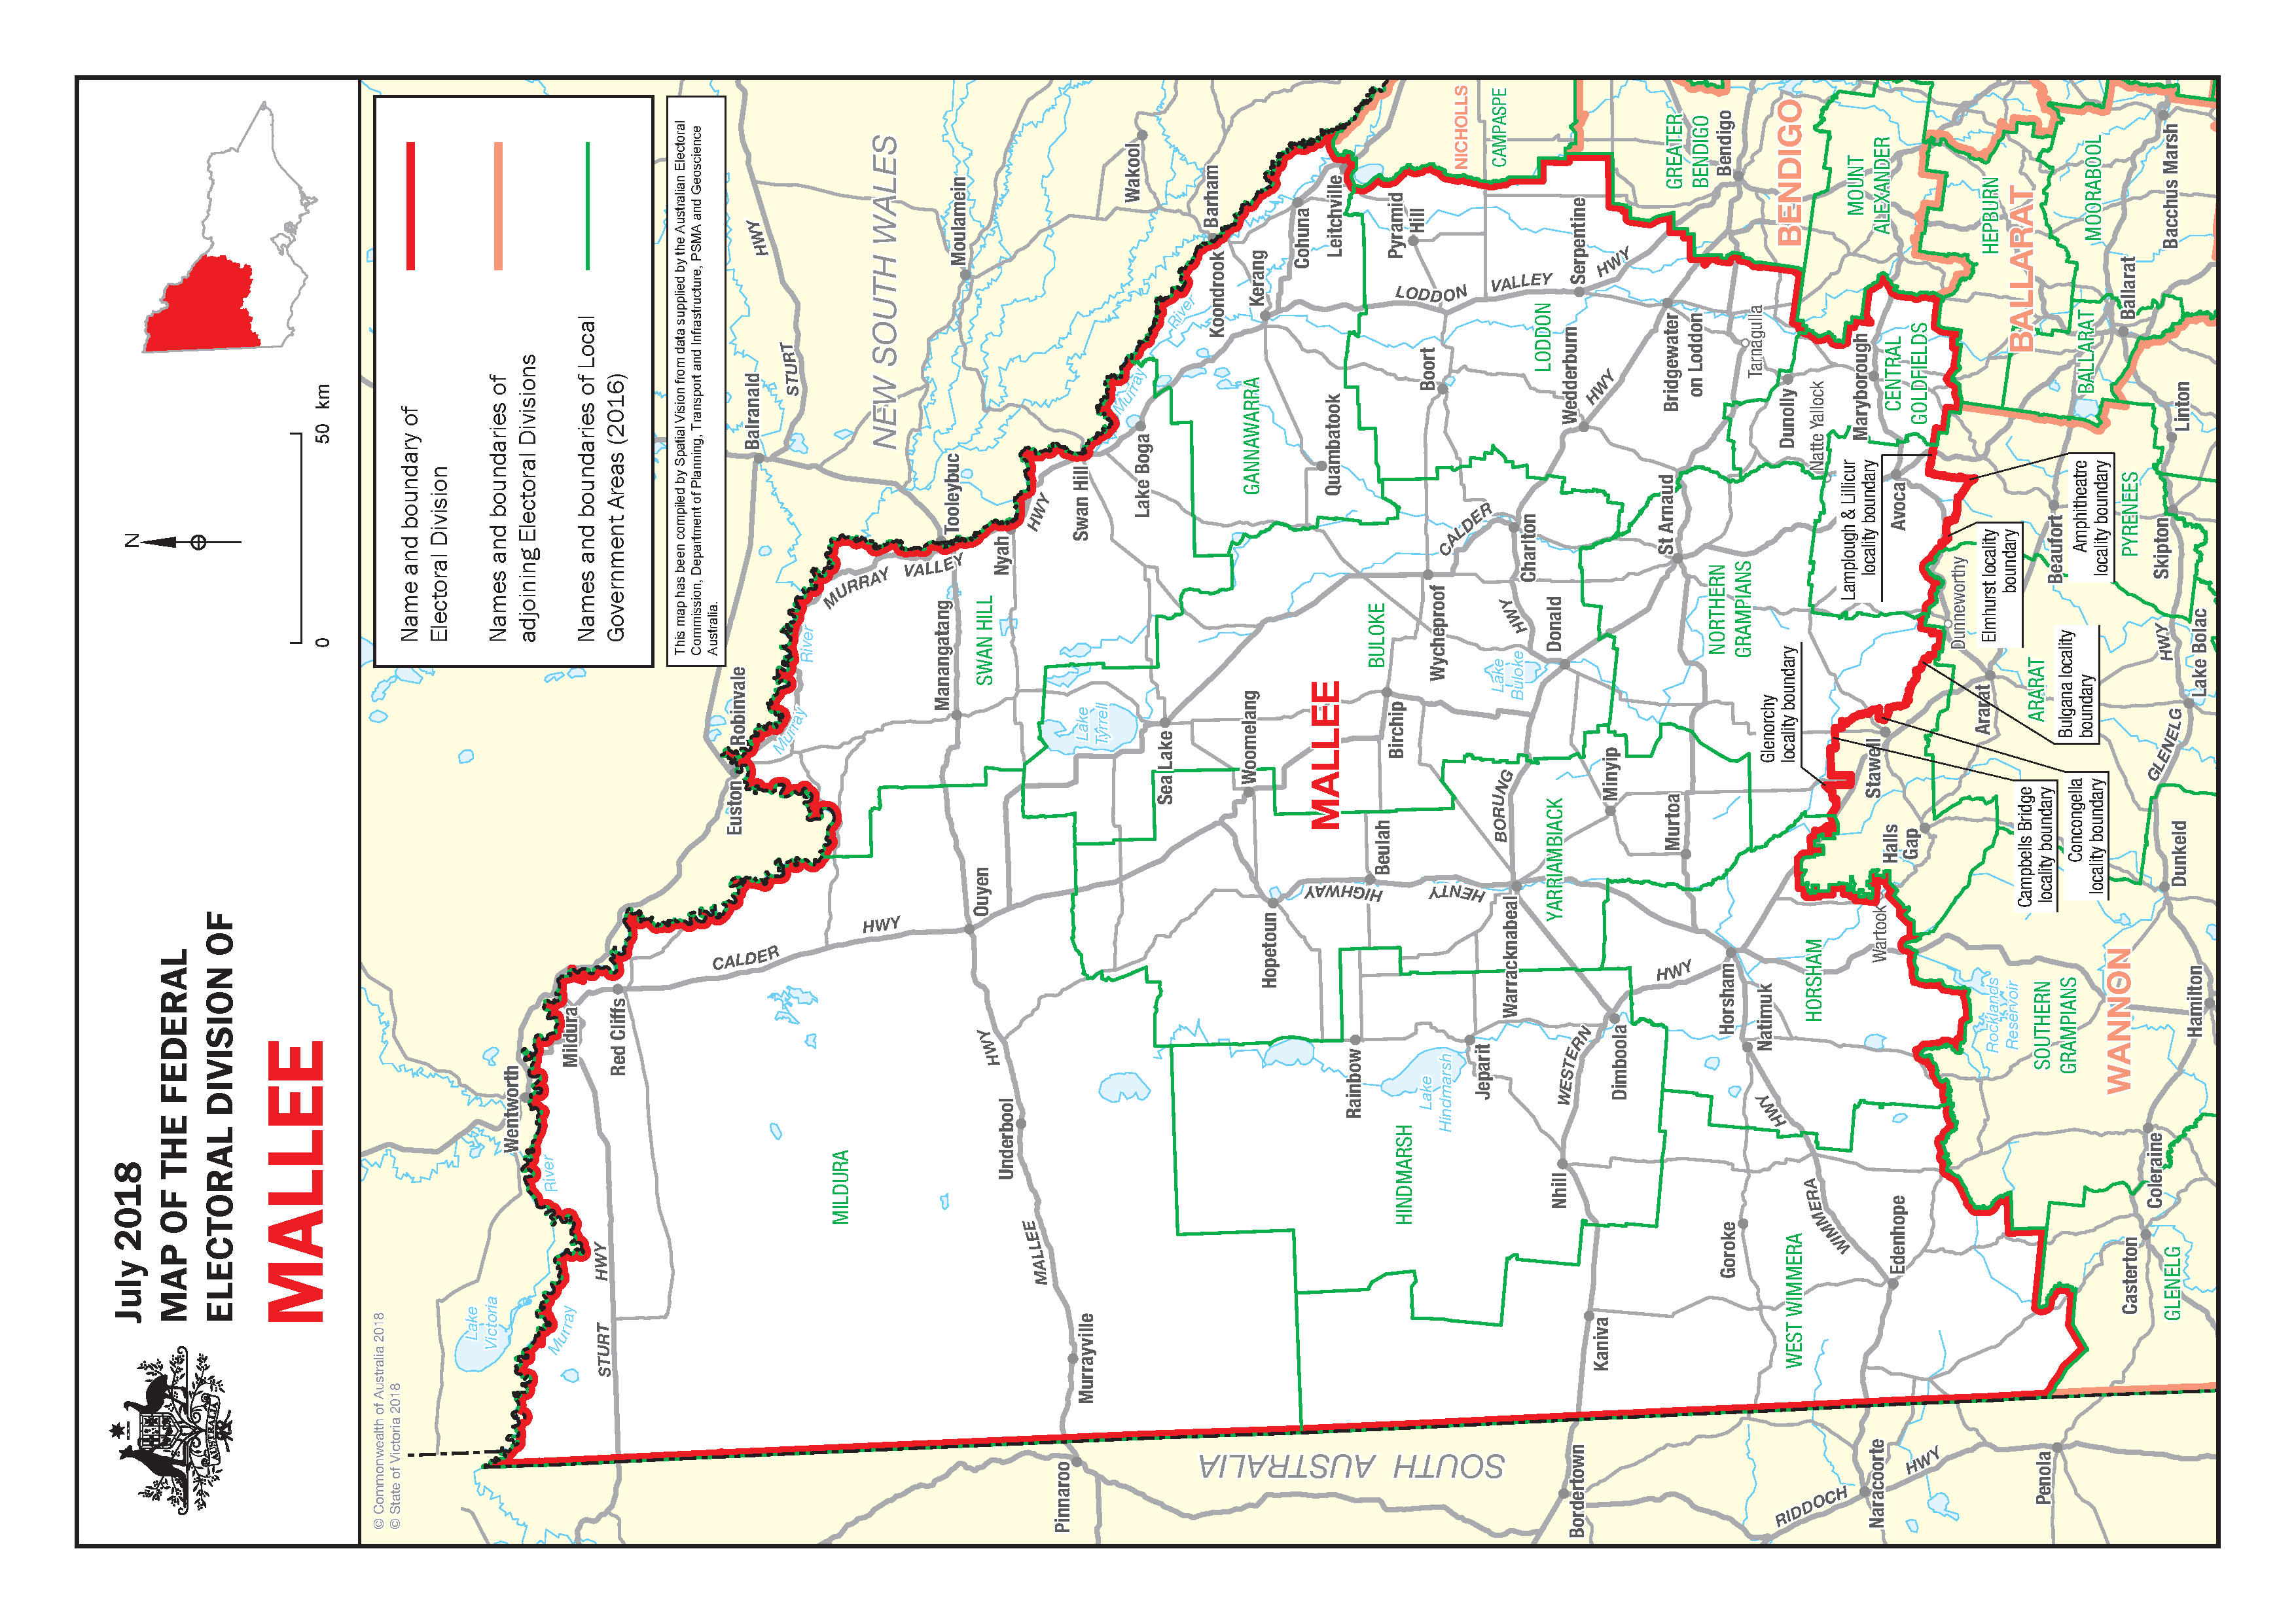 July 2018
MAP OF THE FEDERAL
ELECTORAL DIVISION OF
MALLEE
AUSTRALIA
N
0
50 km
Name and boundary of
Electoral Division
Names and boundaries of
adjoining Electoral Divisions
Names and boundaries of Local
Government Areas (2016)
This map has been compiled by Spatial Vision from data supplied by the Australian Electoral
Commission, Department of Planning, Transport and Infrastructure, PSMA and Geoscience
Australia.
© Commonwealth of Australia 2018
© State of Victoria 2018
Lake
Victoria
Murray
River
Wentworth
Mildura
Red Cliffs
STURT
HWY
CALDER
HWY
MILDURA
Euston
Robinvale
Murray
River
Balranald
STURT
HWY
NEW SOUTH WALES
MURRAY
VALLEY
HWY
Tooleybuc
Moulamein
Manangatang
SWAN HILL
Nyah
Swan Hill
Lake Boga
Wakool
Barham
Murray
River
Koondrook
Kerang
Cohuna
Leitchville
Ouyen
Underbool
MALLEE
HWY
Murrayville
Pinnaroo
Lake
Tyrrell
Sea Lake
Woomelang
GANNAWARRA
Quambatook
Pyramid
Hill
NICHOLLS
CAMPASPE
SOUTH AUSTRALIA
Hopetoun
MALLEE
BULOKE
Birchip
Beulah
HENTY
HIGHWAY
Rainbow
Lake
Hindmarsh
Jeparit
HINDMARSH
Wycheproof
CALDER
HWY
Boort
LODDON
VALLEY
HWY
LODDON
Serpentine
Wedderburn
Charlton
HWY
Donald
Lake
Buloke
BORUNG
Warracknabeal
YARRIAMBIACK
Minyip
Murtoa
WESTERN
HWY
Dimboola
Nhill
Kaniva
Bordertown
St Arnaud
NORTHERN
GRAMPIANS
Bridgewater
on Loddon
Tarnagulla
Dunolly
Natte Yallock
Maryborough
CENTRAL
GOLDFIELDS
Avoca
GREATER
BENDIGO
Bendigo
BENDIGO
MOUNT
ALEXANDER
HEPBURN
BALLARAT
MOORABOOL
Bacchus Marsh
Ballarat
BALLARAT
Linton
Horsham
Natimuk
HORSHAM
Goroke
WEST WIMMERA
WIMMERA
HWY
Edenhope
Naracoorte
RIDDOCH
HWY
Penola
Glenorchy
locality boundary
Lamplough & Lillicur
locality boundary
Stawell
Halls
Gap
Wartook
Dunneworthy
Elmhurst locality
boundary
Amphitheatre
locality boundary
Beaufort
PYRENEES
Skipton
Ararat
ARARAT
Bulgana locality
boundary
Campbells Bridge
locality boundary
Concongella
locality boundary
HWY
GLENELG
Lake Bolac
Dunkeld
Rocklands
Reservoir
SOUTHERN
GRAMPIANS
WANNON
Hamilton
Coleraine
Casterton
GLENELG